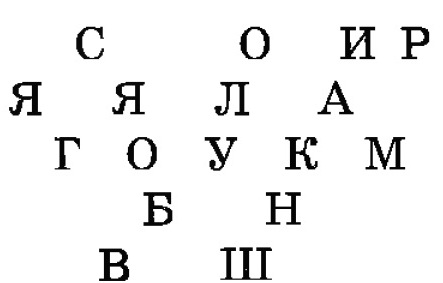 С О И Р
Я Я Л А
Г О У К М
Б Н
В Ш